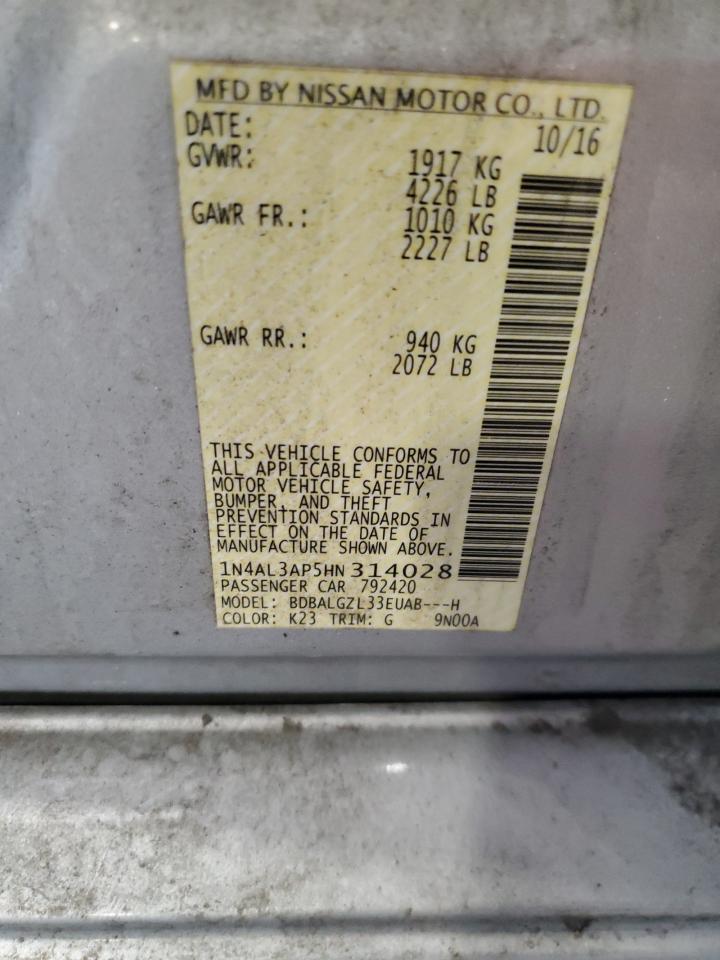 MFD BY NISSAN MOTOR CO., LTD.
DATE: 10/16
GVWR: 1917 KG
4226 LB
GAWR FR.: 1010 KG
2227 LB
GAWR RR.: 940 KG
2072 LB
THIS VEHICLE CONFORMS TO
ALL APPLICABLE FEDERAL
MOTOR VEHICLE SAFETY,
BUMPER, AND THEFT
PREVENTION STANDARDS IN
EFFECT ON THE DATE OF
MANUFACTURE SHOWN ABOVE.
1N4AL3AP5HN314028
PASSENGER CAR 792420
MODEL: BDBALGZL33EUAB---H
COLOR: K23 TRIM: G 9N00A